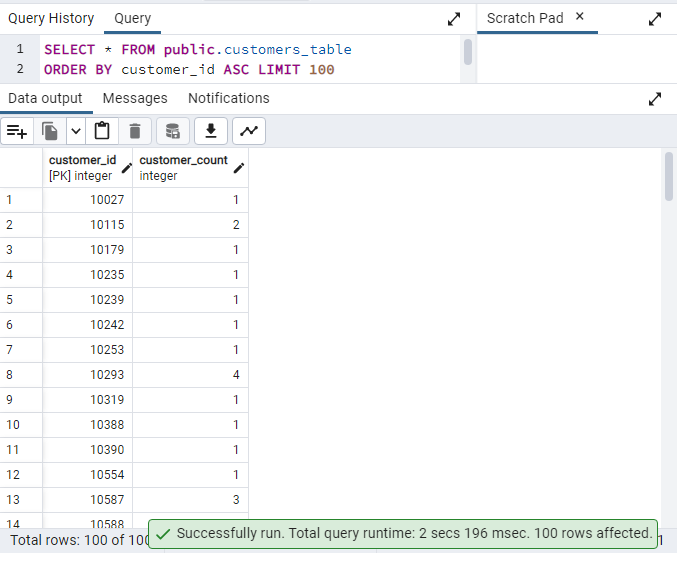 Query History Query Scratch Pad ×
1 SELECT * FROM public.customers_table
2 ORDER BY customer_id ASC LIMIT 100
Data output Messages Notifications
customer_id customer_count
[PK] integer integer
1 10027 1
2 10115 2
3 10179 1
4 10235 1
5 10239 1
6 10242 1
7 10253 1
8 10293 4
9 10319 1
10 10388 1
11 10390 1
12 10554 1
13 10587 3
14 10588
Total rows: 100 of 100
Successfully run. Total query runtime: 2 secs 196 msec. 100 rows affected.
1